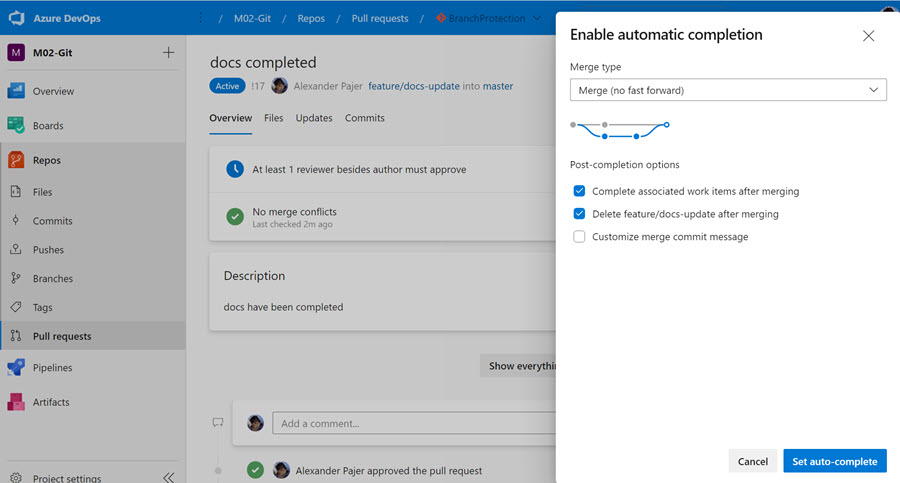 Azure DevOps / M02-Git / Repos / Pull requests / BranchProtection
M M02-Git
Overview
Boards
Repos
Files
Commits
Pushes
Branches
Tags
Pull requests
Pipelines
Artifacts
Project settings
docs completed
Active !17 Alexander Pajer feature/docs-update into master
Overview Files Updates Commits
At least 1 reviewer besides author must approve
No merge conflicts
Last checked 2m ago
Description
docs have been completed
Show everythin
Add a comment...
Alexander Pajer approved the pull request
Enable automatic completion
Merge type
Merge (no fast forward)
Post-completion options
Complete associated work items after merging
Delete feature/docs-update after merging
Customize merge commit message
Cancel Set auto-complete